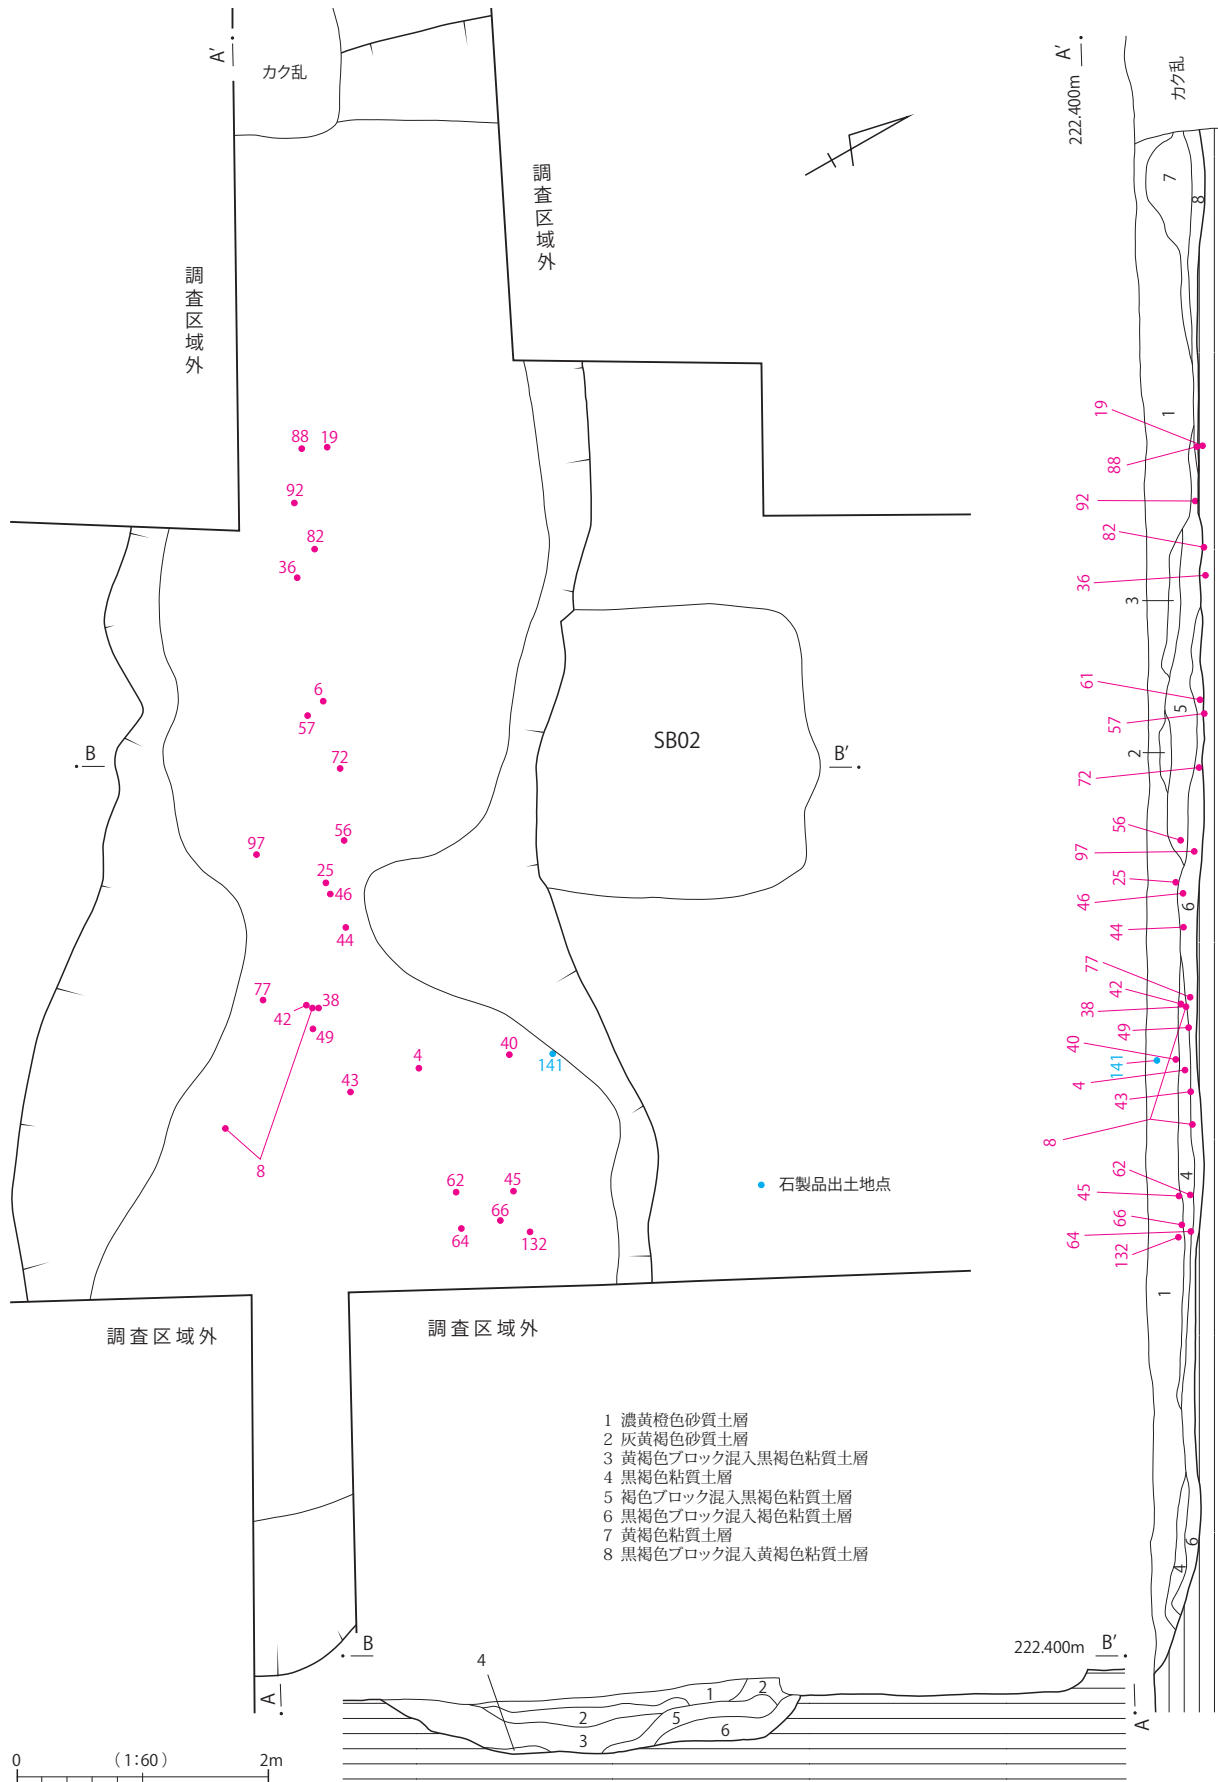 A'
カク乱
A'
222.400m
カク乱
7
8
調査区域外
調査区域外
1
88
19
92
82
36
6
57
72
97
56
25
46
44
77
42
38
49
4
40
141
43
8
62
45
66
64
132
SB02
B
B'
石製品出土地点
19
88
92
82
36
3
61
5
57
2
72
56
97
25
46
6
44
77
42
38
49
40
141
4
43
8
62
4
45
66
64
132
1
6
4
調査区域外
調査区域外
1 濃黄橙色砂質土層
2 灰黄褐色砂質土層
3 黄褐色ブロック混入黒褐色粘質土層
4 黒褐色粘質土層
5 褐色ブロック混入黒褐色粘質土層
6 黒褐色ブロック混入褐色粘質土層
7 黄褐色粘質土層
8 黒褐色ブロック混入黄褐色粘質土層
B
222.400m B'
A
A
4
1
2
2
5
3
6
0 (1:60) 2m